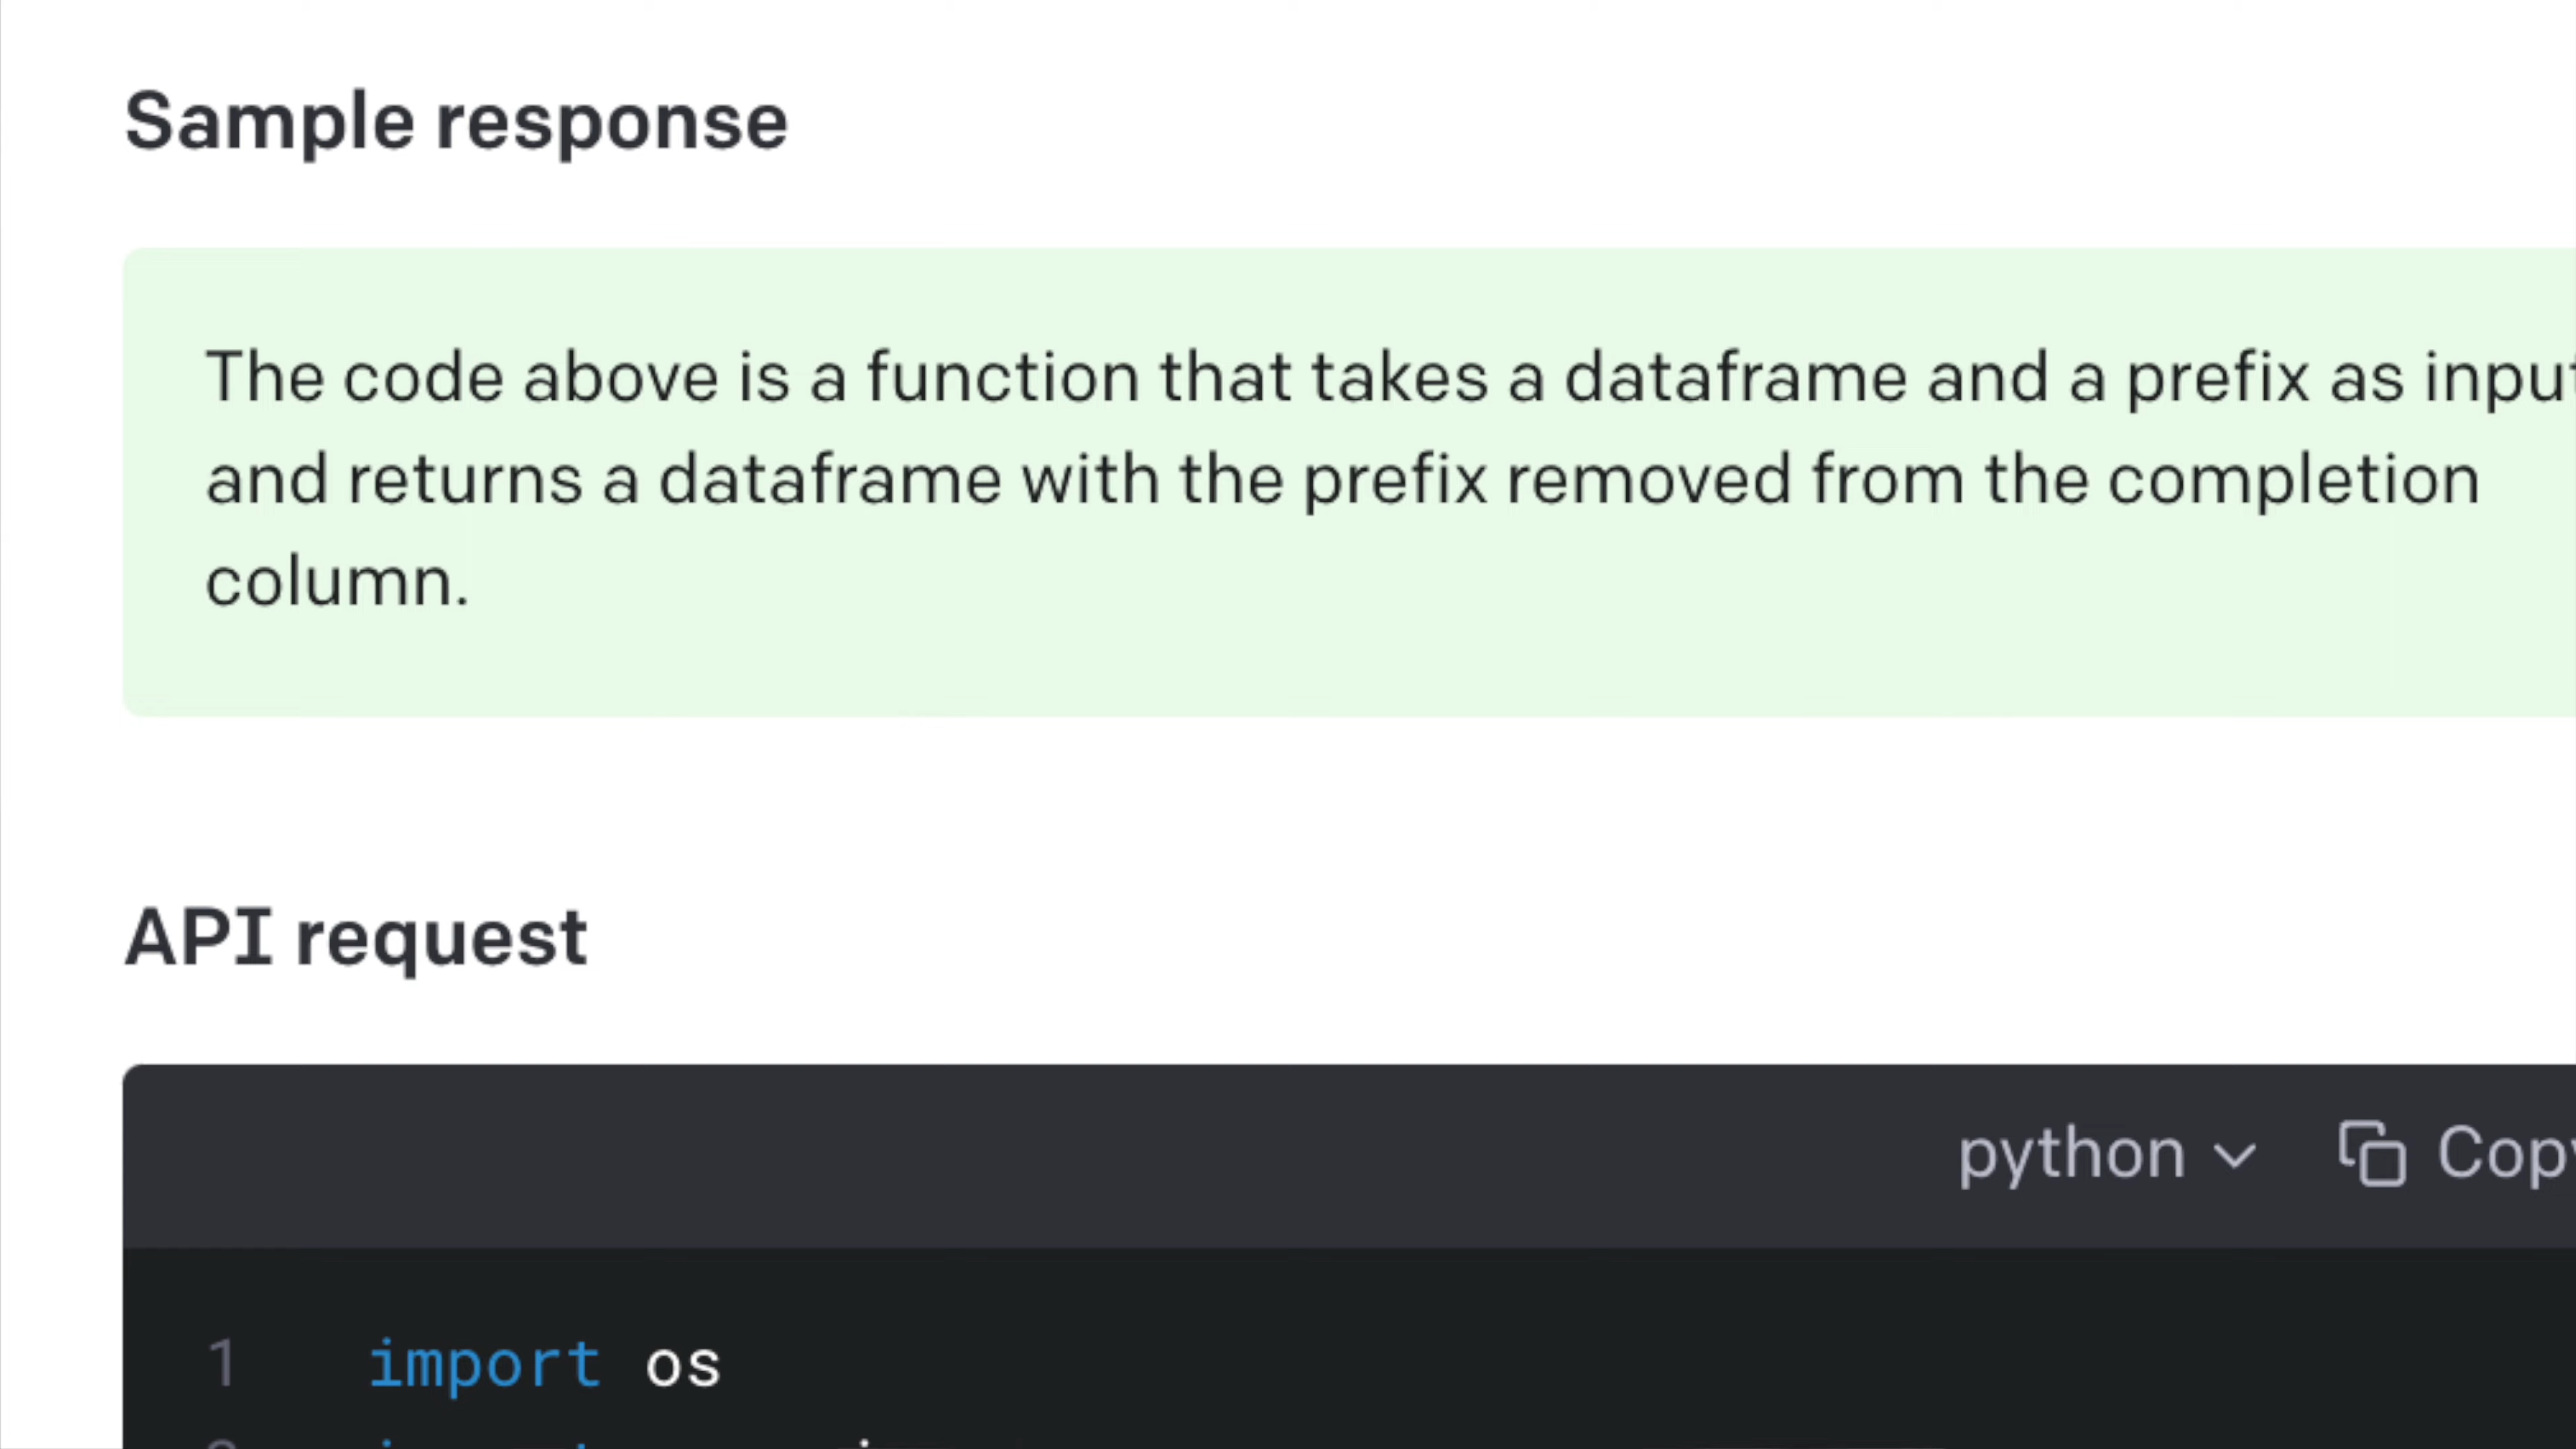 Sample response
The code above is a function that takes a dataframe and a prefix as input
and returns a dataframe with the prefix removed from the completion
column.
API request
python Copy
1 import os